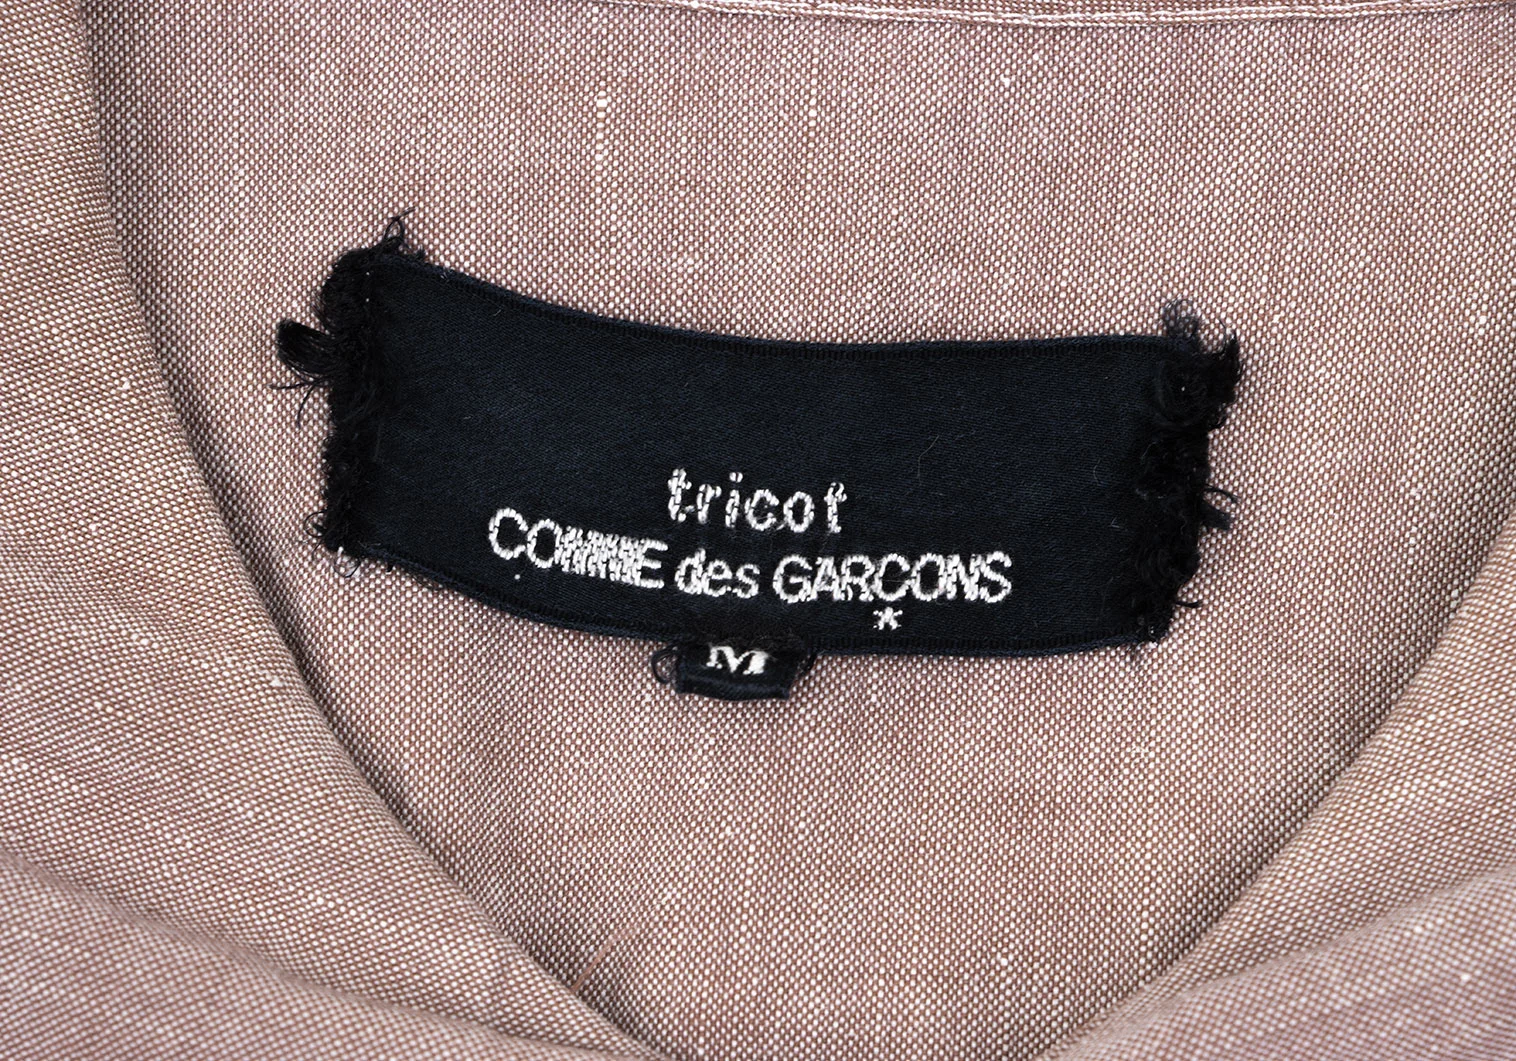 tricot
COMME des GARCONS
*
M